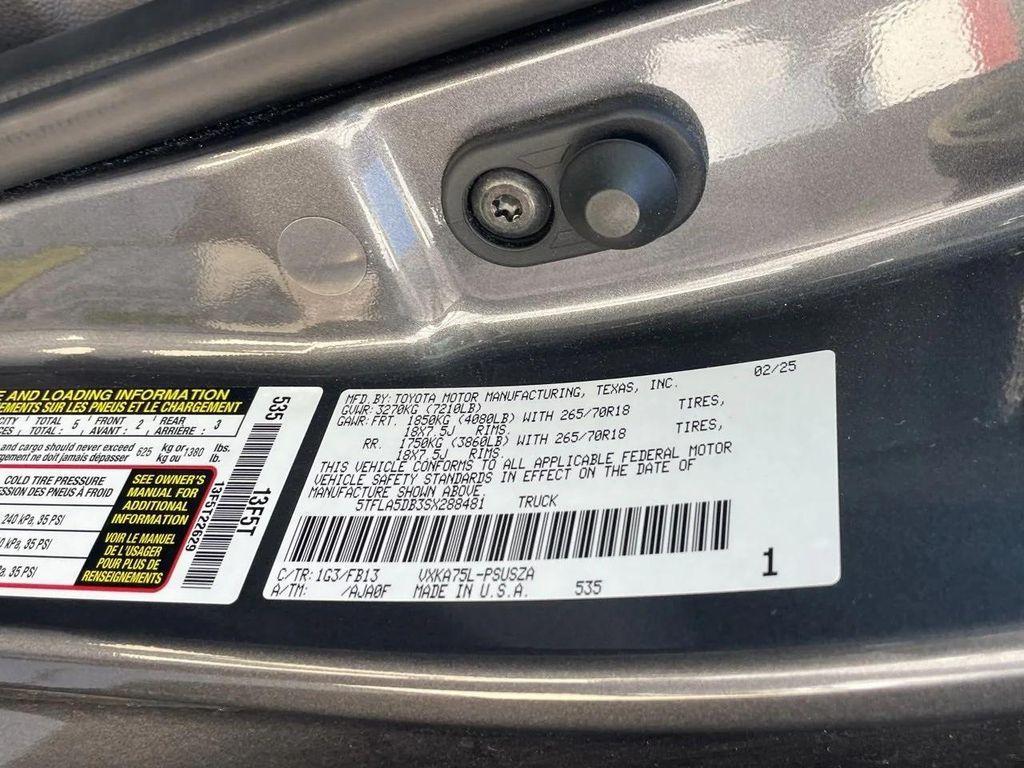 E AND LOADING INFORMATION
EMENTS SUR LES PNEUS ET LE CHARGEMENT
CITY TOTAL : 5 FRONT : 2 REAR : 3
CES TOTAL : 5 AVANT : 2 ARRIÈRE : 3
and cargo should never exceed 625 kg or 1380 lbs.
argement ne doit jamais dépasser 625 kg ou 1380 lb.
COLD TIRE PRESSURE
ESSION DES PNEUS À FROID
240 kPa, 35 PSI
0 kPa, 35 PSI
a, 35 PSI
SEE OWNER'S
MANUAL FOR
ADDITIONAL
INFORMATION
VOIR LE MANUEL
DE L'USAGER
POUR PLUS DE
RENSEIGNEMENTS
535
13F5T
13F5T22629
MFD.BY: TOYOTA MOTOR MANUFACTURING, TEXAS, INC. 02/25
GVWR: 3270KG (7210LB)
GAWR: FRT. 1850KG (4080LB) WITH 265/70R18 TIRES,
18X7.5J RIMS.
RR. 1750KG (3860LB) WITH 265/70R18 TIRES,
18X7.5J RIMS.
THIS VEHICLE CONFORMS TO ALL APPLICABLE FEDERAL MOTOR
VEHICLE SAFETY STANDARDS IN EFFECT ON THE DATE OF
MANUFACTURE SHOWN ABOVE
5TFLA5DB3SX288481 TRUCK
C/TR: 1G3/FB13 VXKA75L-PSUSZA
A/TM: /AJA0F MADE IN U.S.A. 535
1